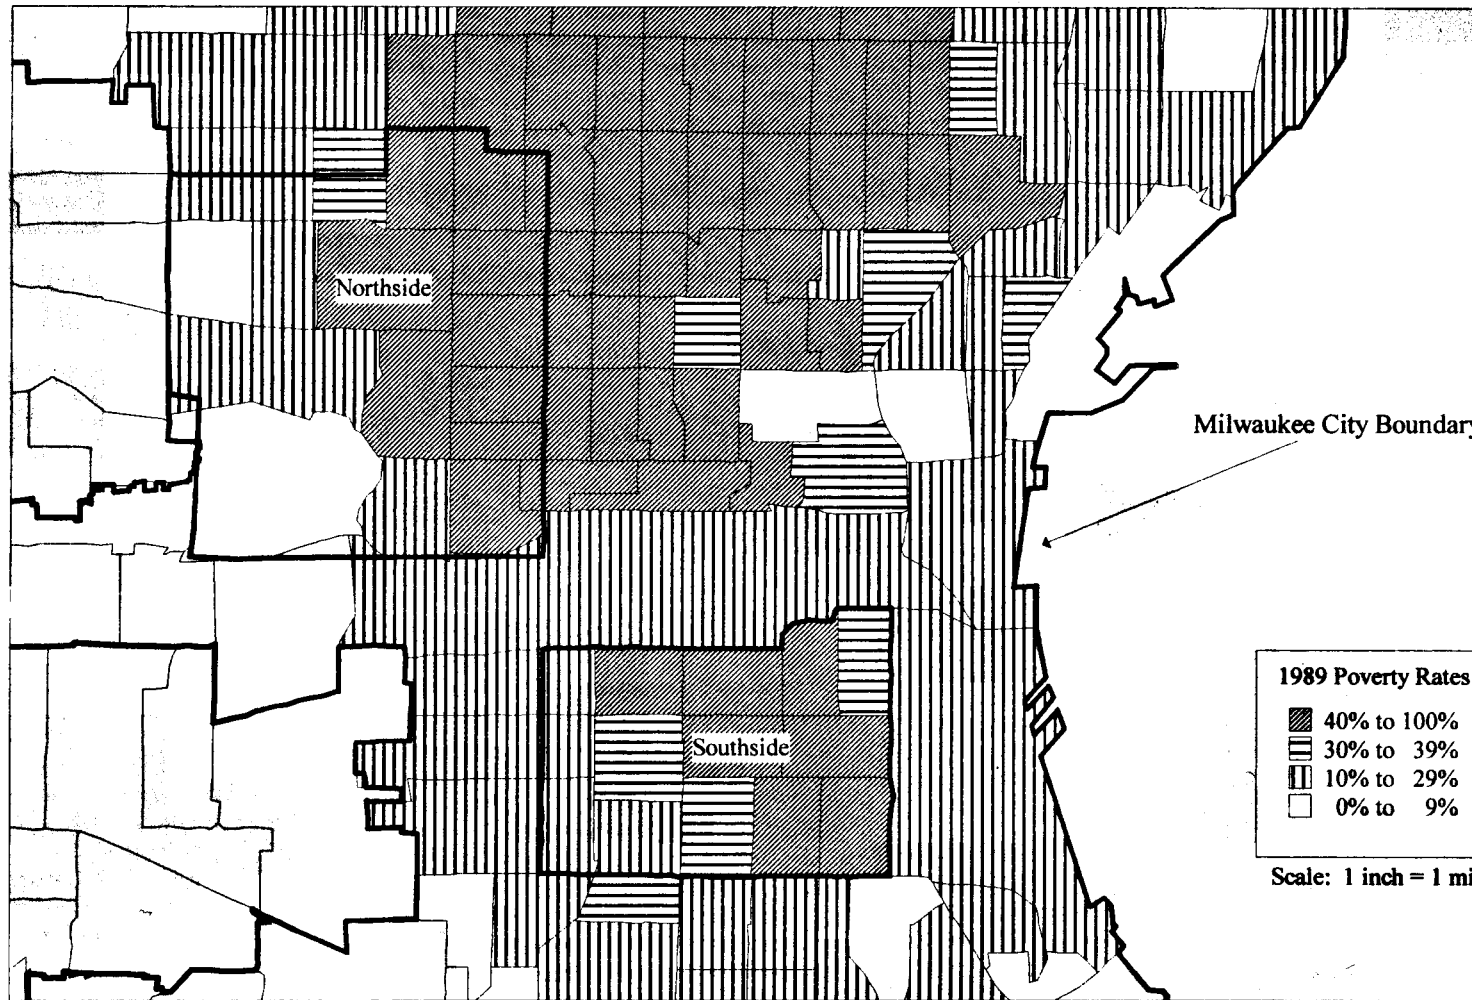 Northside
Milwaukee City Boundary
1989 Poverty Rates
40% to 100%
30% to 39%
Southside
10% to 29%
0% to 9%
Scale: 1 inch = 1 mi